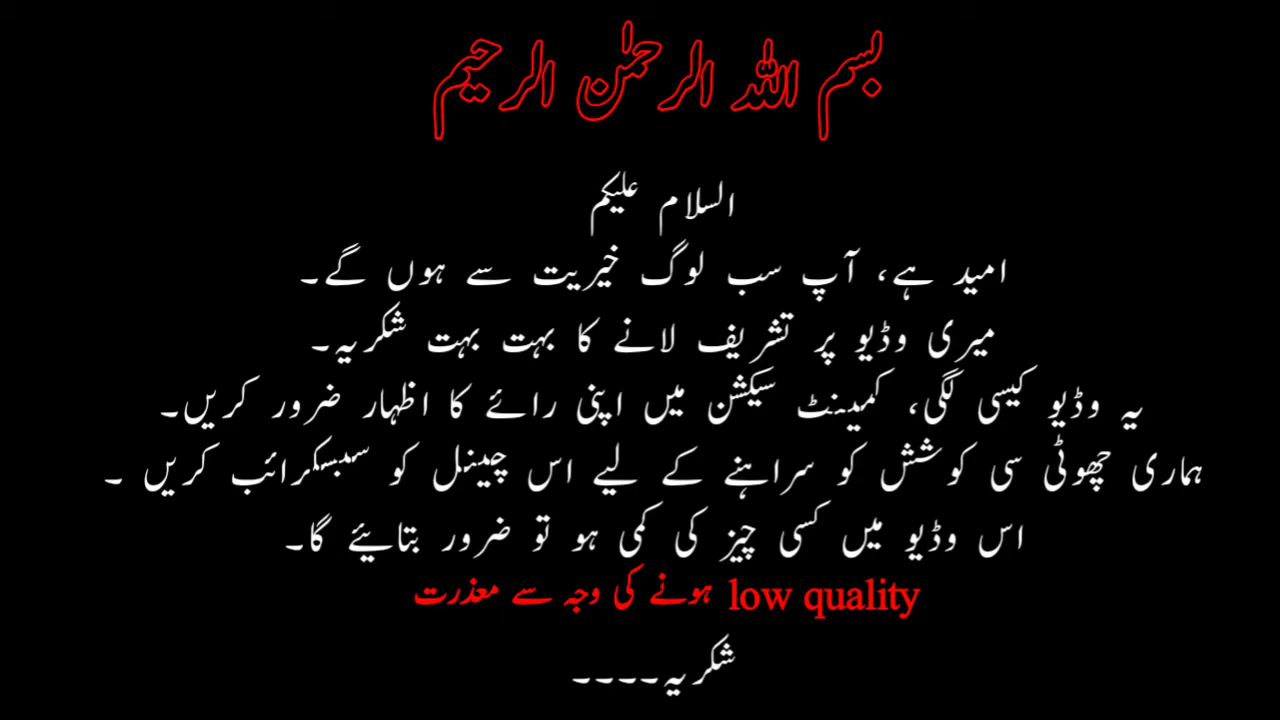 بسم اللہ الرحمٰن الرحیم
السلام علیکم
امید ہے، آپ سب لوگ خیریت سے ہوں گے۔
میری وڈیو پر تشریف لانے کا بہت بہت شکریہ۔
یہ وڈیو کیسی لگی، کمینٹ سیکشن میں اپنی رائے کا اظہار ضرور کریں۔
ہماری چھوٹی سی کوشش کو سراہنے کے لیے اس چینل کو سبسکرائب کریں ۔
اس وڈیو میں کسی چیز کی کمی ہو تو ضرور بتایئے گا۔
low quality ہونے کی وجہ سے معذرت
شکریہ۔۔۔۔